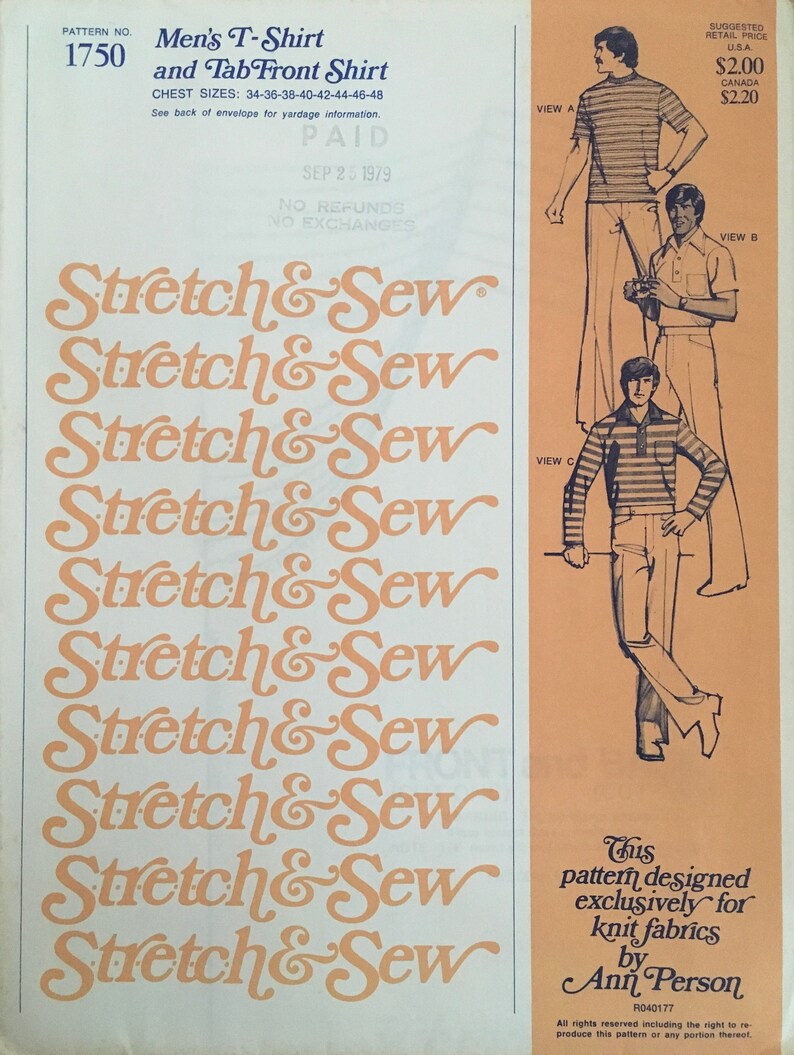 PATTERN NO.
1750
Men's T-Shirt
and Tab Front Shirt
CHEST SIZES: 34-36-38-40-42-44-46-48
See back of envelope for yardage information.
PAID
SEP 25 1979
NO REFUNDS
NO EXCHANGES
Stretch & Sew®
Stretch & Sew
Stretch & Sew
Stretch & Sew
Stretch & Sew
Stretch & Sew
Stretch & Sew
Stretch & Sew
Stretch & Sew
Stretch & Sew
SUGGESTED
RETAIL PRICE
U.S.A.
$2.00
CANADA
$2.20
VIEW A
VIEW B
VIEW C
This
pattern designed
exclusively for
knit fabrics
by
Ann Person
R040177
All rights reserved including the right to re-
produce this pattern or any portion thereof.